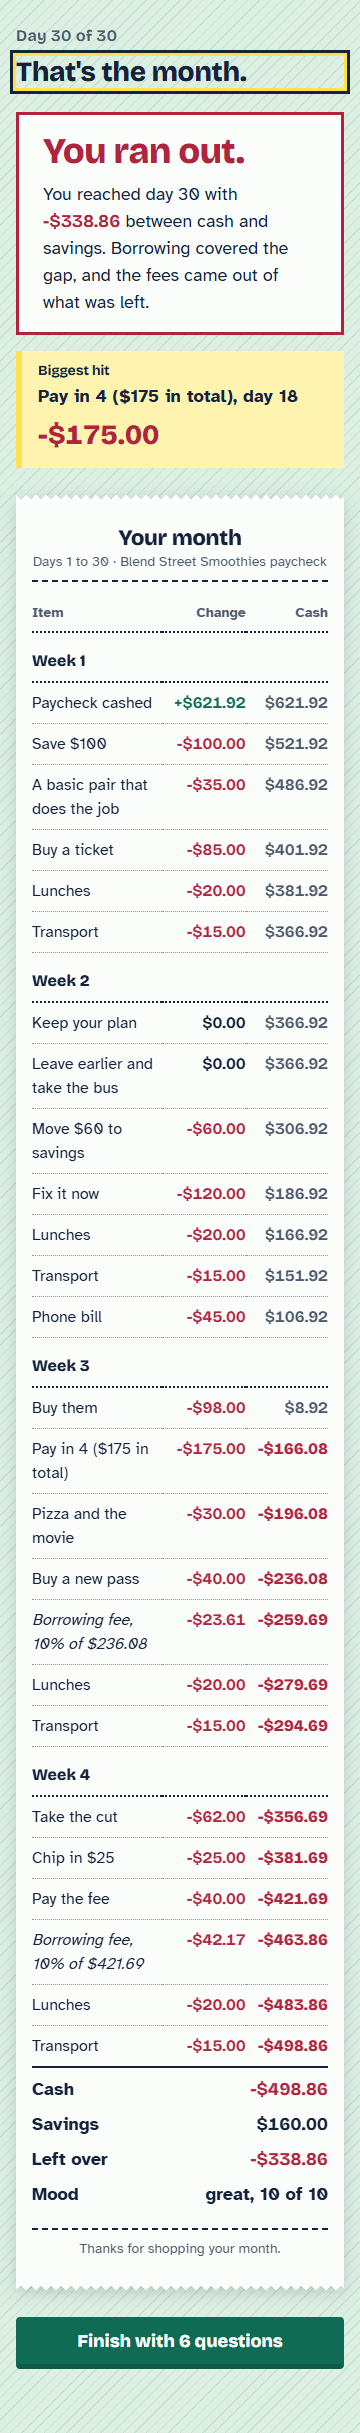 Day 30 of 30
That's the month.
You ran out.
You reached day 30 with
-$338.86 between cash and
savings. Borrowing covered the
gap, and the fees came out of
what was left.
Biggest hit
Pay in 4 ($175 in total), day 18
-$175.00
Your month
Days 1 to 30 · Blend Street Smoothies paycheck
Item Change Cash
Week 1
Paycheck cashed +$621.92 $621.92
Save $100 -$100.00 $521.92
A basic pair that -$35.00 $486.92
does the job
Buy a ticket -$85.00 $401.92
Lunches -$20.00 $381.92
Transport -$15.00 $366.92
Week 2
Keep your plan $0.00 $366.92
Leave earlier and $0.00 $366.92
take the bus
Move $60 to -$60.00 $306.92
savings
Fix it now -$120.00 $186.92
Lunches -$20.00 $166.92
Transport -$15.00 $151.92
Phone bill -$45.00 $106.92
Week 3
Buy them -$98.00 $8.92
Pay in 4 ($175 in -$175.00 -$166.08
total)
Pizza and the -$30.00 -$196.08
movie
Buy a new pass -$40.00 -$236.08
Borrowing fee, -$23.61 -$259.69
10% of $236.08
Lunches -$20.00 -$279.69
Transport -$15.00 -$294.69
Week 4
Take the cut -$62.00 -$356.69
Chip in $25 -$25.00 -$381.69
Pay the fee -$40.00 -$421.69
Borrowing fee, -$42.17 -$463.86
10% of $421.69
Lunches -$20.00 -$483.86
Transport -$15.00 -$498.86
Cash -$498.86
Savings $160.00
Left over -$338.86
Mood great, 10 of 10
Thanks for shopping your month.
Finish with 6 questions